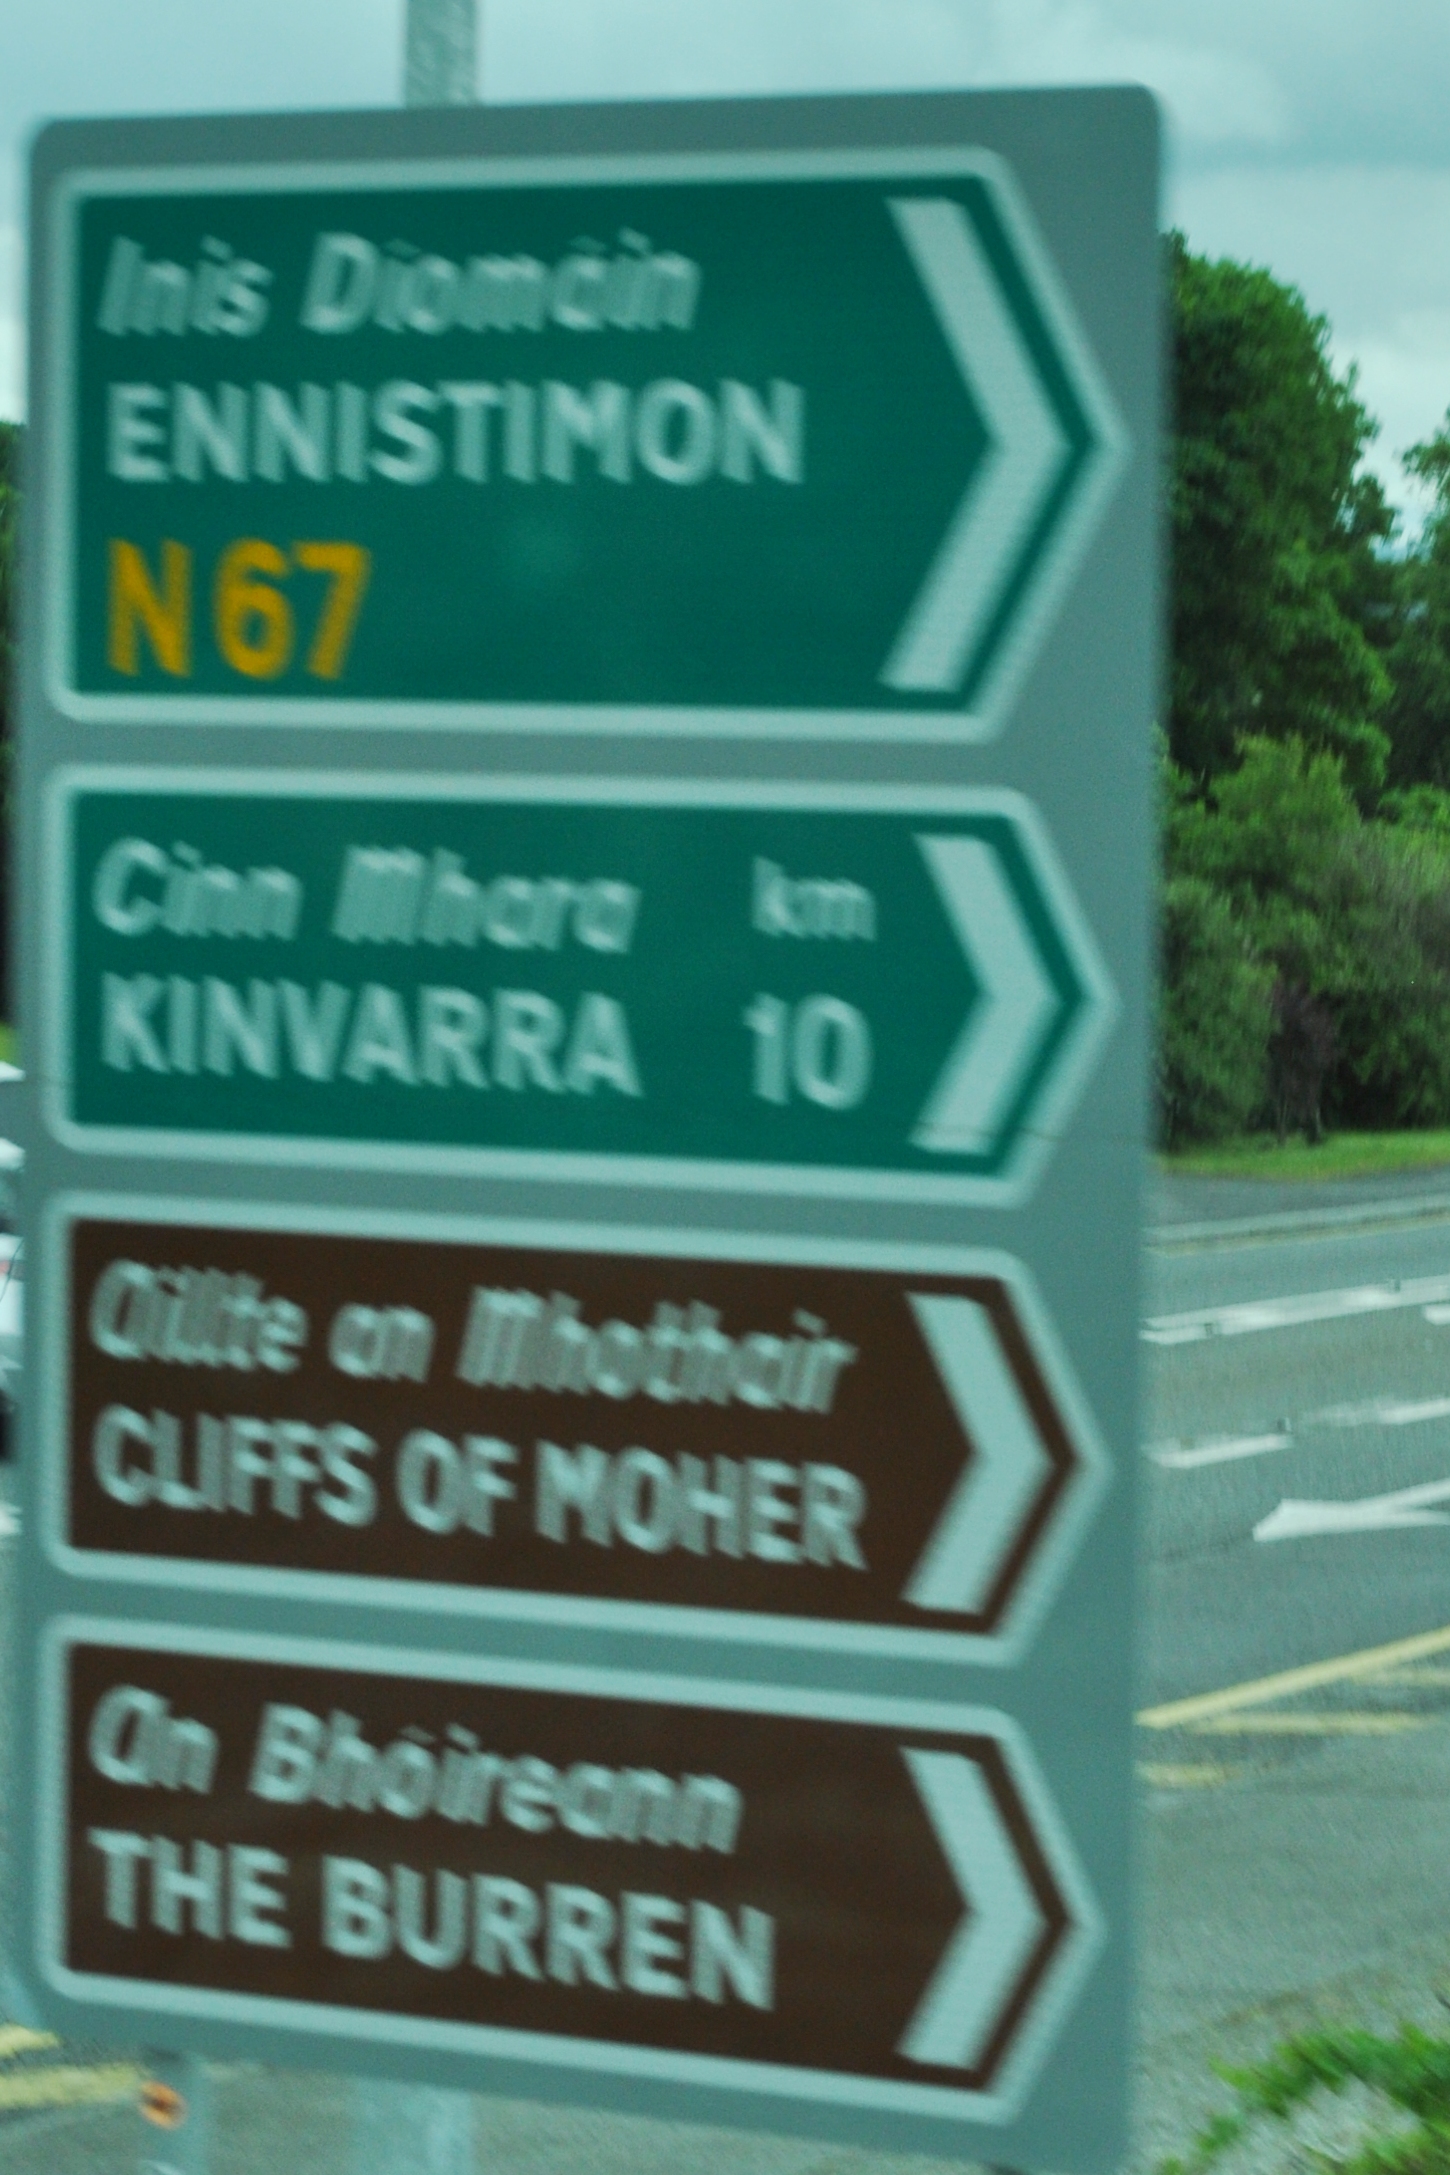 Inis Díomáin
ENNISTIMON
N67
Cinn Mhara km
KINVARRA 10
Aillte an Mhothair
CLIFFS OF MOHER
An Bhoireann
THE BURREN